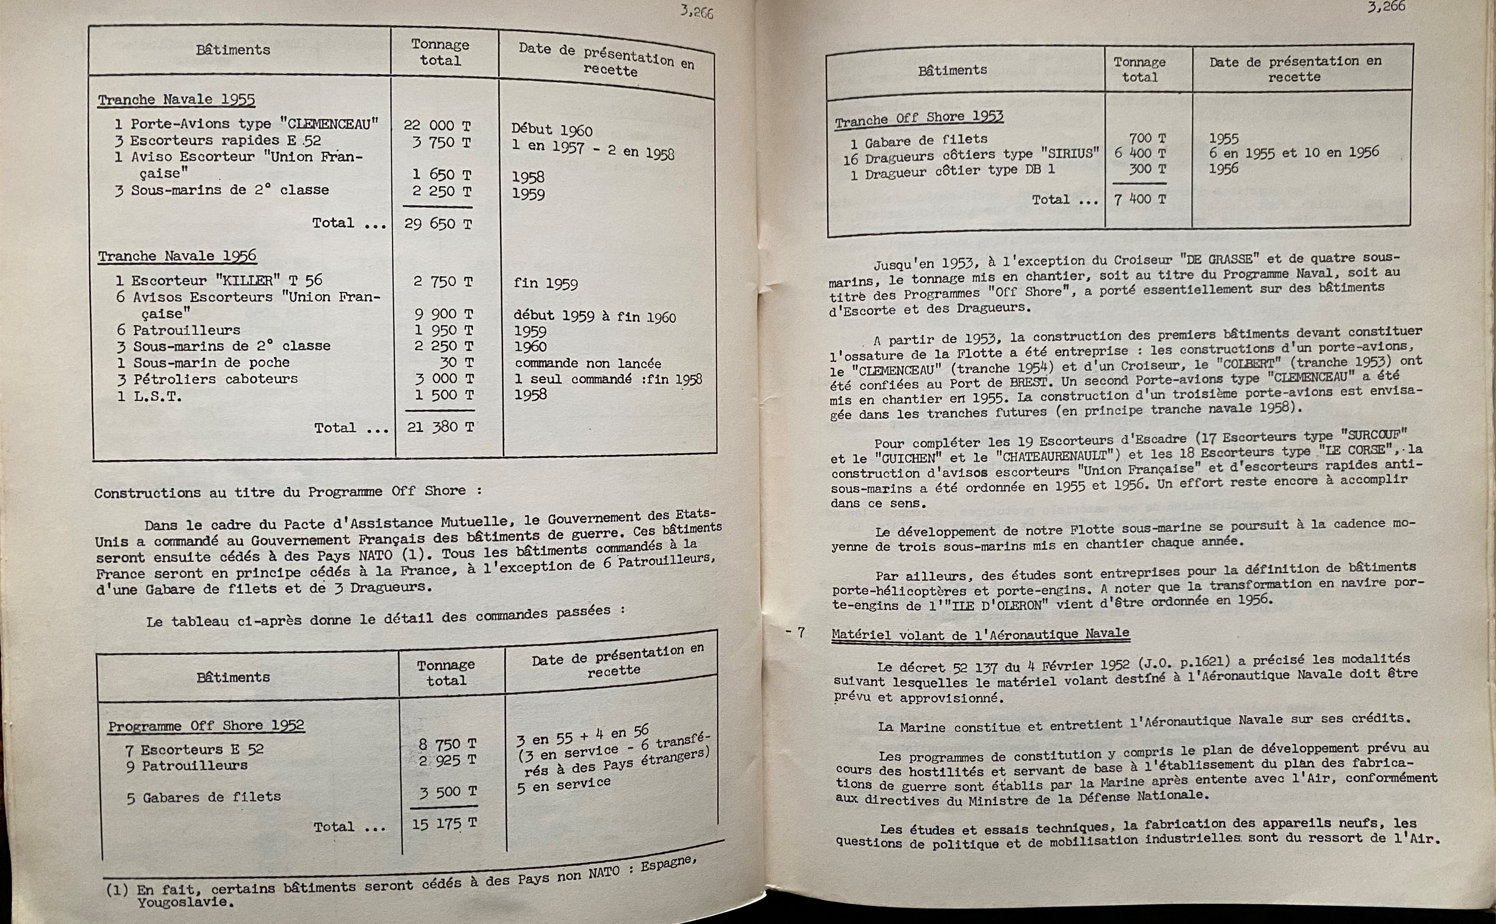 3,266
Bâtiments	Tonnage total	Date de présentation en recette
Tranche Navale 1955
1 Porte-Avions type "CLEMENCEAU"	22 000 T	Début 1960
3 Escorteurs rapides E 52	3 750 T	1 en 1957 - 2 en 1958
1 Aviso Escorteur "Union Fran-
çaise"	1 650 T	1958
3 Sous-marins de 2° classe	2 250 T	1959
Total ...	29 650 T
Tranche Navale 1956
1 Escorteur "KILLER" T 56	2 750 T	fin 1959
6 Avisos Escorteurs "Union Fran-
çaise"	9 900 T	début 1959 à fin 1960
6 Patrouilleurs	1 950 T	1959
3 Sous-marins de 2° classe	2 250 T	1960
1 Sous-marin de poche	30 T	commande non lancée
3 Pétroliers caboteurs	3 000 T	1 seul commandé :fin 1958
1 L.S.T.	1 500 T	1958
Total ...	21 380 T
Constructions au titre du Programme Off Shore :
Dans le cadre du Pacte d'Assistance Mutuelle, le Gouvernement des Etats-
Unis a commandé au Gouvernement Français des bâtiments de guerre. Ces bâtiments
seront ensuite cédés à des Pays NATO (1). Tous les bâtiments commandés à la
France seront en principe cédés à la France, à l'exception de 6 Patrouilleurs,
d'une Gabare de filets et de 3 Dragueurs.
Le tableau ci-après donne le détail des commandes passées :
Bâtiments	Tonnage total	Date de présentation en recette
Programme Off Shore 1952
7 Escorteurs E 52	8 750 T	3 en 55 + 4 en 56
9 Patrouilleurs	2 925 T	(3 en service - 6 transfé-
rés à des Pays étrangers)
5 Gabares de filets	3 500 T	5 en service
Total ...	15 175 T
(1) En fait, certains bâtiments seront cédés à des Pays non NATO : Espagne,
Yougoslavie.
3,266
Bâtiments	Tonnage total	Date de présentation en recette
Tranche Off Shore 1953
1 Gabare de filets	700 T	1955
16 Dragueurs côtiers type "SIRIUS"	6 400 T	6 en 1955 et 10 en 1956
1 Dragueur côtier type DB 1	300 T	1956
Total ...	7 400 T
Jusqu'en 1953, à l'exception du Croiseur "DE GRASSE" et de quatre sous-
marins, le tonnage mis en chantier, soit au titre du Programme Naval, soit au
titre des Programmes "Off Shore", a porté essentiellement sur des bâtiments
d'Escorte et des Dragueurs.
A partir de 1953, la construction des premiers bâtiments devant constituer
l'ossature de la Flotte a été entreprise : les constructions d'un porte-avions,
le "CLEMENCEAU" (tranche 1954) et d'un Croiseur, le "COLBERT" (tranche 1953) ont
été confiées au Port de BREST. Un second Porte-avions type "CLEMENCEAU" a été
mis en chantier en 1955. La construction d'un troisième porte-avions est envisa-
gée dans les tranches futures (en principe tranche navale 1958).
Pour compléter les 19 Escorteurs d'Escadre (17 Escorteurs type "SURCOUF"
et le "GUICHEN" et le "CHATEAURENAULT") et les 18 Escorteurs type "LE CORSE", la
construction d'avisos escorteurs "Union Française" et d'escorteurs rapides anti-
sous-marins a été ordonnée en 1955 et 1956. Un effort reste encore à accomplir
dans ce sens.
Le développement de notre Flotte sous-marine se poursuit à la cadence mo-
yenne de trois sous-marins mis en chantier chaque année.
Par ailleurs, des études sont entreprises pour la définition de bâtiments
porte-hélicoptères et porte-engins. A noter que la transformation en navire por-
te-engins de l'"ILE D'OLERON" vient d'être ordonnée en 1956.
- 7 Matériel volant de l'Aéronautique Navale
Le décret 52 137 du 4 Février 1952 (J.O. p.1621) a précisé les modalités
suivant lesquelles le matériel volant destiné à l'Aéronautique Navale doit être
prévu et approvisionné.
La Marine constitue et entretient l'Aéronautique Navale sur ses crédits.
Les programmes de constitution y compris le plan de développement prévu au
cours des hostilités et servant de base à l'établissement du plan des fabrica-
tions de guerre sont établis par la Marine après entente avec l'Air, conformément
aux directives du Ministre de la Défense Nationale.
Les études et essais techniques, la fabrication des appareils neufs, les
questions de politique et de mobilisation industrielles sont du ressort de l'Air.